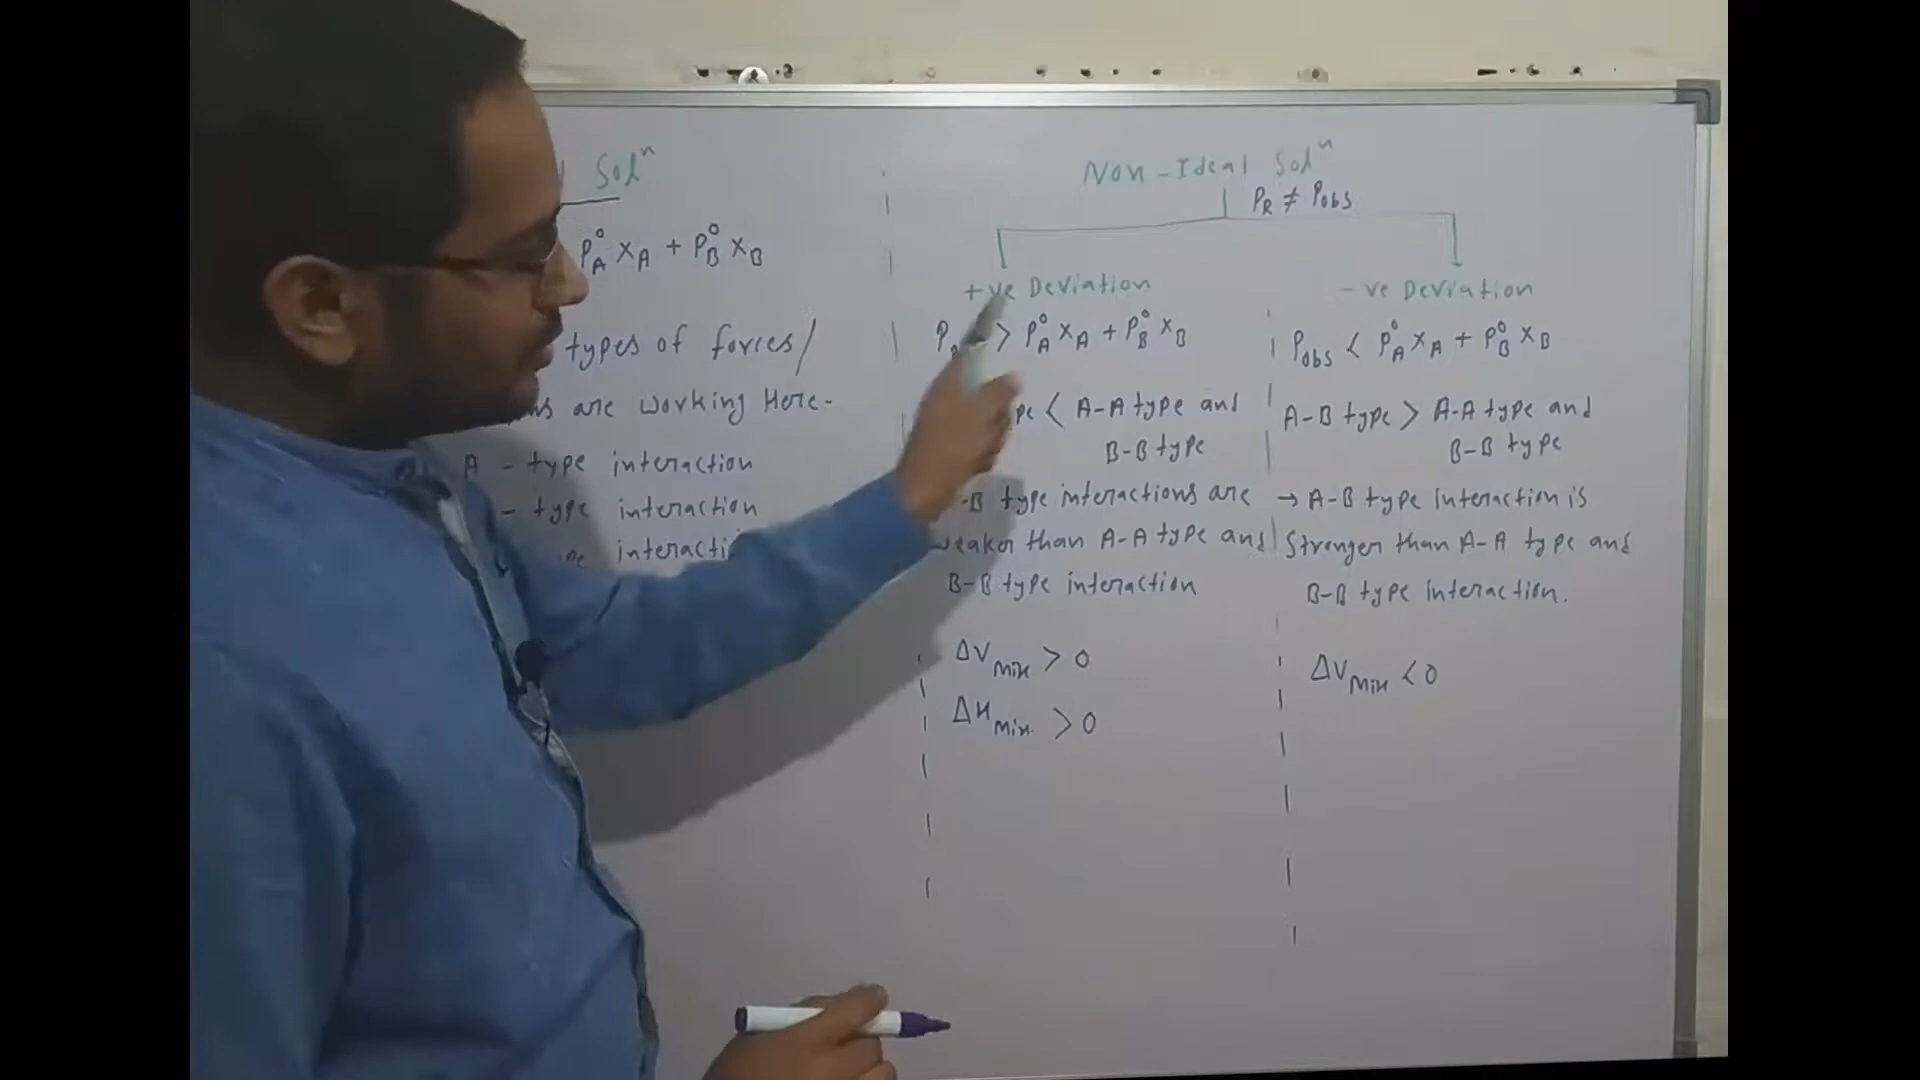 Solⁿ
P°A xA + P°B xB
types of forces/
are working Here-
A - type interaction
- type interaction
interacti
Non-Ideal Solⁿ
PR ≠ Pobs
+ve Deviation
> P°A xA + P°B xB
< A-A type and
B-B type
-B type interactions are
weaker than A-A type and
B-B type interaction
ΔVmix > 0
ΔHmix. > 0
-ve Deviation
Pobs < P°A xA + P°B xB
A-B type > A-A type and
B-B type
→ A-B type interaction is
Stronger than A-A type and
B-B type interaction.
ΔVmix < 0